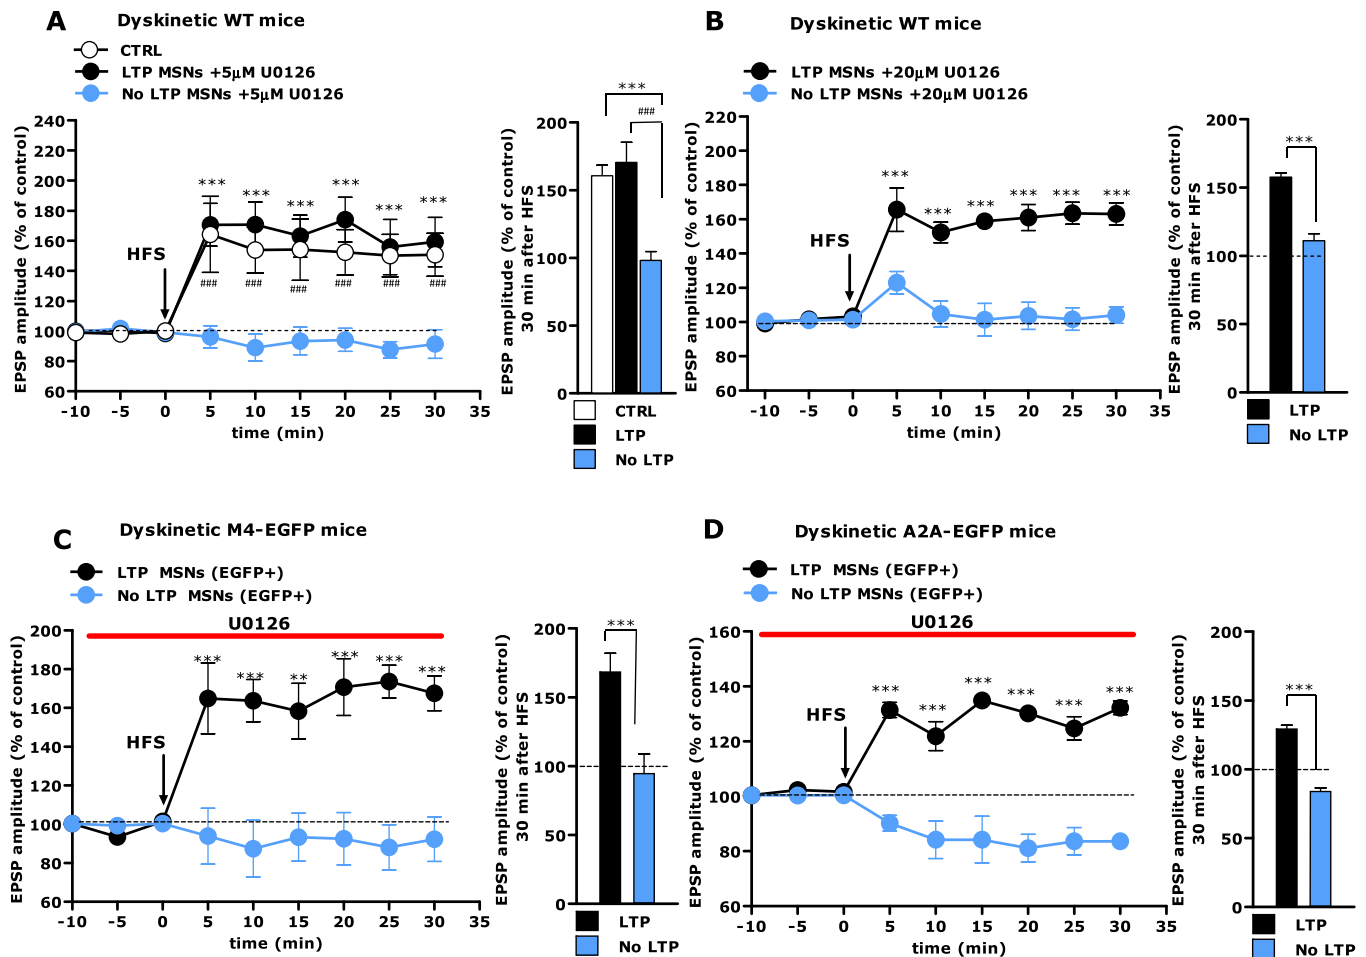 A
Dyskinetic WT mice
CTRL
LTP MSNs +5μM U0126
No LTP MSNs +5μM U0126
EPSP amplitude (% of control)
240
220
200
180
160
140
120
100
80
60
HFS
***
***
***
***
***
***
###
###
###
###
###
###
-10 -5 0 5 10 15 20 25 30 35
time (min)
EPSP amplitude (% of control)
30 min after HFS
200
150
100
50
0
***
###
CTRL
LTP
No LTP
B
Dyskinetic WT mice
LTP MSNs +20μM U0126
No LTP MSNs +20μM U0126
EPSP amplitude (% of control)
220
200
180
160
140
120
100
80
60
HFS
***
***
***
***
***
***
-10 -5 0 5 10 15 20 25 30 35
time (min)
EPSP amplitude (% of control)
30 min after HFS
200
150
100
50
0
***
LTP
No LTP
C
Dyskinetic M4-EGFP mice
LTP MSNs (EGFP+)
No LTP MSNs (EGFP+)
U0126
EPSP amplitude (% of control)
200
180
160
140
120
100
80
60
HFS
***
***
**
***
***
***
-10 -5 0 5 10 15 20 25 30 35
time (min)
EPSP amplitude (% of control)
30 min after HFS
200
150
100
50
0
***
LTP
No LTP
D
Dyskinetic A2A-EGFP mice
LTP MSNs (EGFP+)
No LTP MSNs (EGFP+)
U0126
EPSP amplitude (% of control)
160
140
120
100
80
60
HFS
***
***
***
***
***
***
-10 -5 0 5 10 15 20 25 30 35
time (min)
EPSP amplitude (% of control)
30 min after HFS
200
150
100
50
0
***
LTP
No LTP